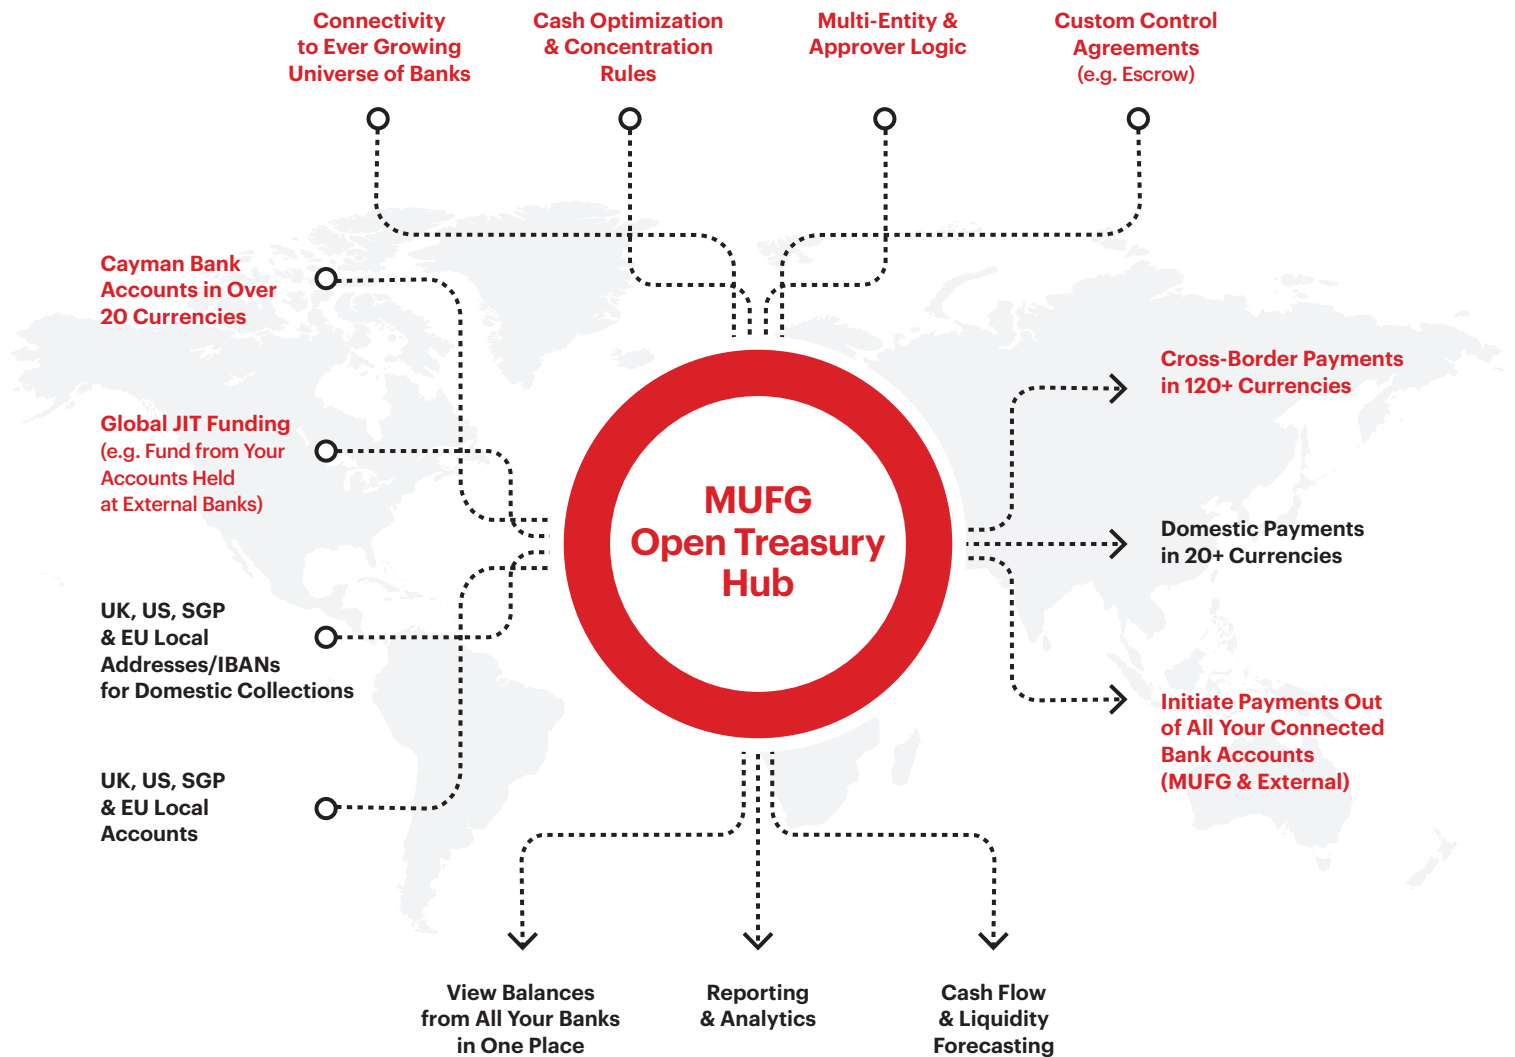 Connectivity
to Ever Growing
Universe of Banks
Cash Optimization
& Concentration
Rules
Multi-Entity &
Approver Logic
Custom Control
Agreements
(e.g. Escrow)
Cayman Bank
Accounts in Over
20 Currencies
Global JIT Funding
(e.g. Fund from Your
Accounts Held
at External Banks)
UK, US, SGP
& EU Local
Addresses/IBANs
for Domestic Collections
UK, US, SGP
& EU Local
Accounts
MUFG
Open Treasury
Hub
Cross-Border Payments
in 120+ Currencies
Domestic Payments
in 20+ Currencies
Initiate Payments Out
of All Your Connected
Bank Accounts
(MUFG & External)
View Balances
from All Your Banks
in One Place
Reporting
& Analytics
Cash Flow
& Liquidity
Forecasting